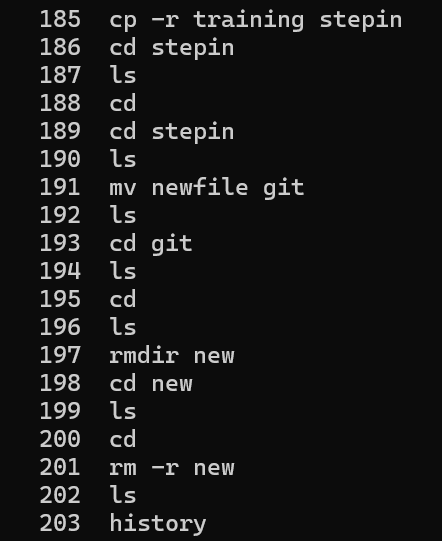 185 cp -r training stepin
186 cd stepin
187 ls
188 cd
189 cd stepin
190 ls
191 mv newfile git
192 ls
193 cd git
194 ls
195 cd
196 ls
197 rmdir new
198 cd new
199 ls
200 cd
201 rm -r new
202 ls
203 history